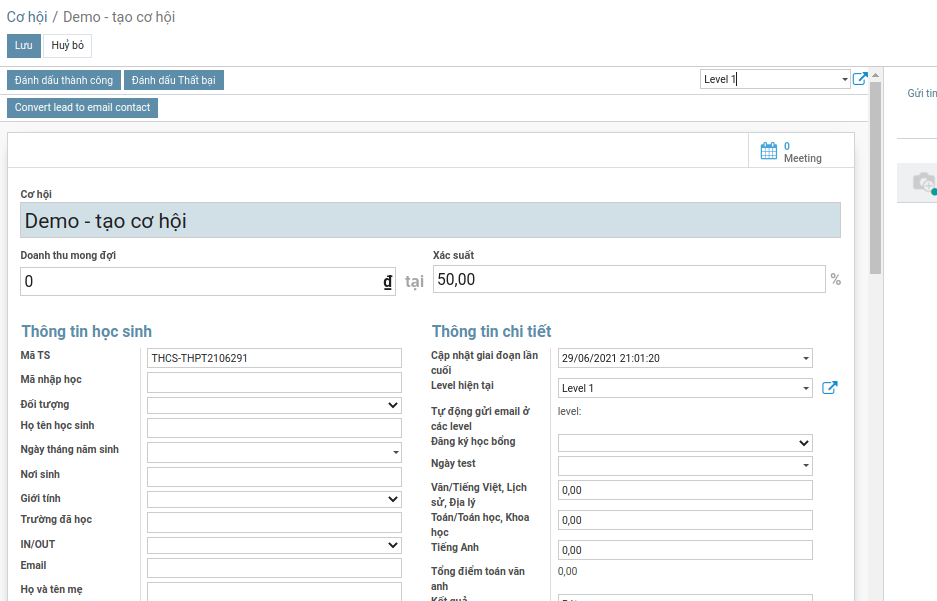 Cơ hội / Demo - tạo cơ hội
Lưu Huỷ bỏ
Đánh dấu thành công Đánh dấu Thất bại Level 1
Gửi tin
Convert lead to email contact
0
Meeting
Cơ hội
Demo - tạo cơ hội
Doanh thu mong đợi Xác suất
0 ₫ tại 50,00 %
Thông tin học sinh Thông tin chi tiết
Mã TS THCS-THPT2106291
Cập nhật giai đoạn lần cuối 29/06/2021 21:01:20
Mã nhập học
Level hiện tại Level 1
Đối tượng
Tự động gửi email ở các level level:
Họ tên học sinh
Đăng ký học bổng
Ngày tháng năm sinh
Ngày test
Nơi sinh
Văn/Tiếng Việt, Lịch sử, Địa lý 0,00
Giới tính
Trường đã học
Toán/Toán học, Khoa học 0,00
IN/OUT
Tiếng Anh 0,00
Email
Tổng điểm toán văn anh 0,00
Họ và tên mẹ
Kết quả